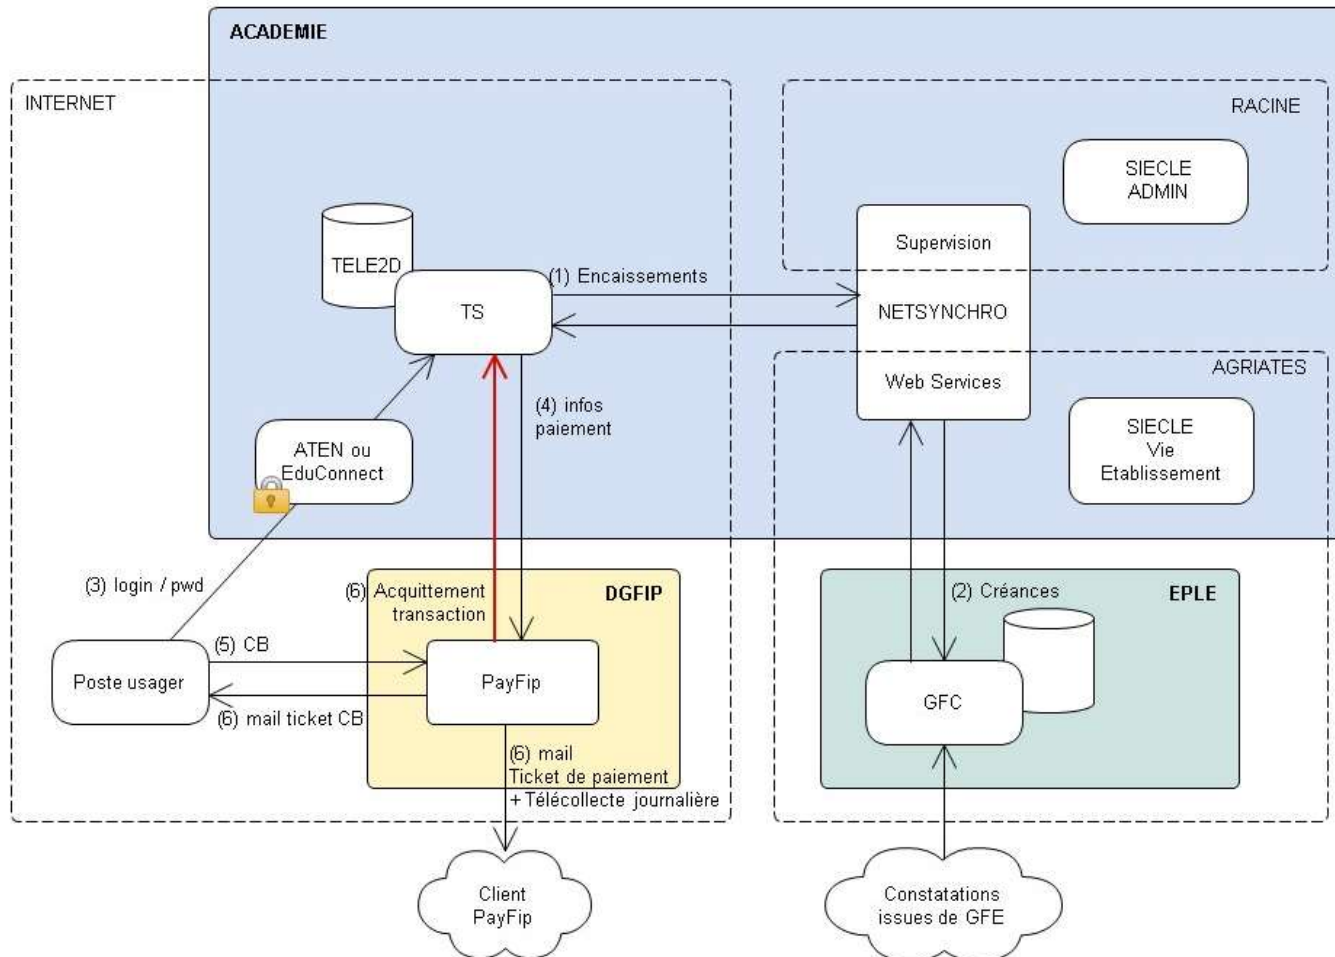 ACADEMIE
INTERNET
RACINE
SIECLE
ADMIN
Supervision
TELE2D
(1) Encaissements
TS
NETSYNCHRO
AGRIATES
Web Services
(4) infos
paiement
SIECLE
Vie
Etablissement
ATEN ou
EduConnect
(3) login / pwd
(6) Acquittement
transaction
DGFIP
(2) Créances
EPLE
(5) CB
Poste usager
PayFip
GFC
(6) mail ticket CB
(6) mail
Ticket de paiement
+ Télécollecte journalière
Client
PayFip
Constatations
issues de GFE